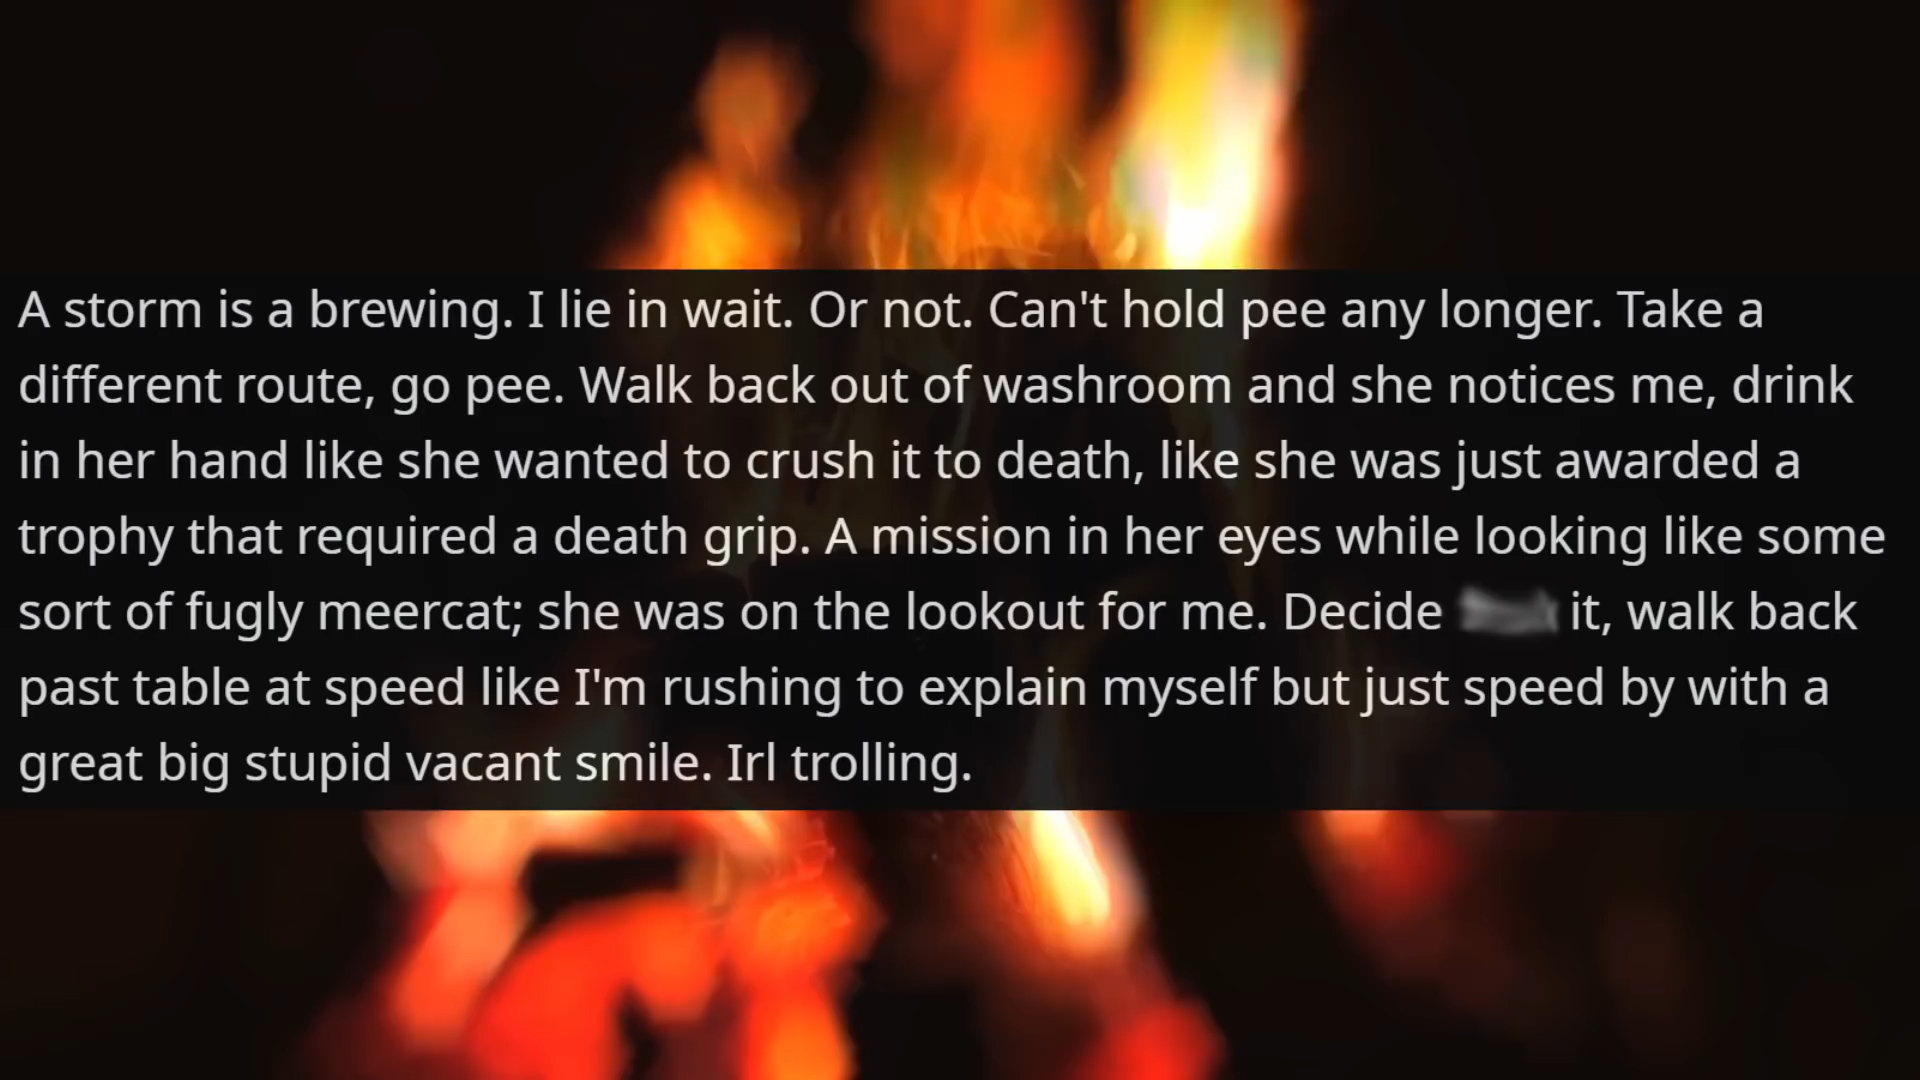 A storm is a brewing. I lie in wait. Or not. Can't hold pee any longer. Take a
different route, go pee. Walk back out of washroom and she notices me, drink
in her hand like she wanted to crush it to death, like she was just awarded a
trophy that required a death grip. A mission in her eyes while looking like some
sort of fugly meercat; she was on the lookout for me. Decide it, walk back
past table at speed like I'm rushing to explain myself but just speed by with a
great big stupid vacant smile. Irl trolling.